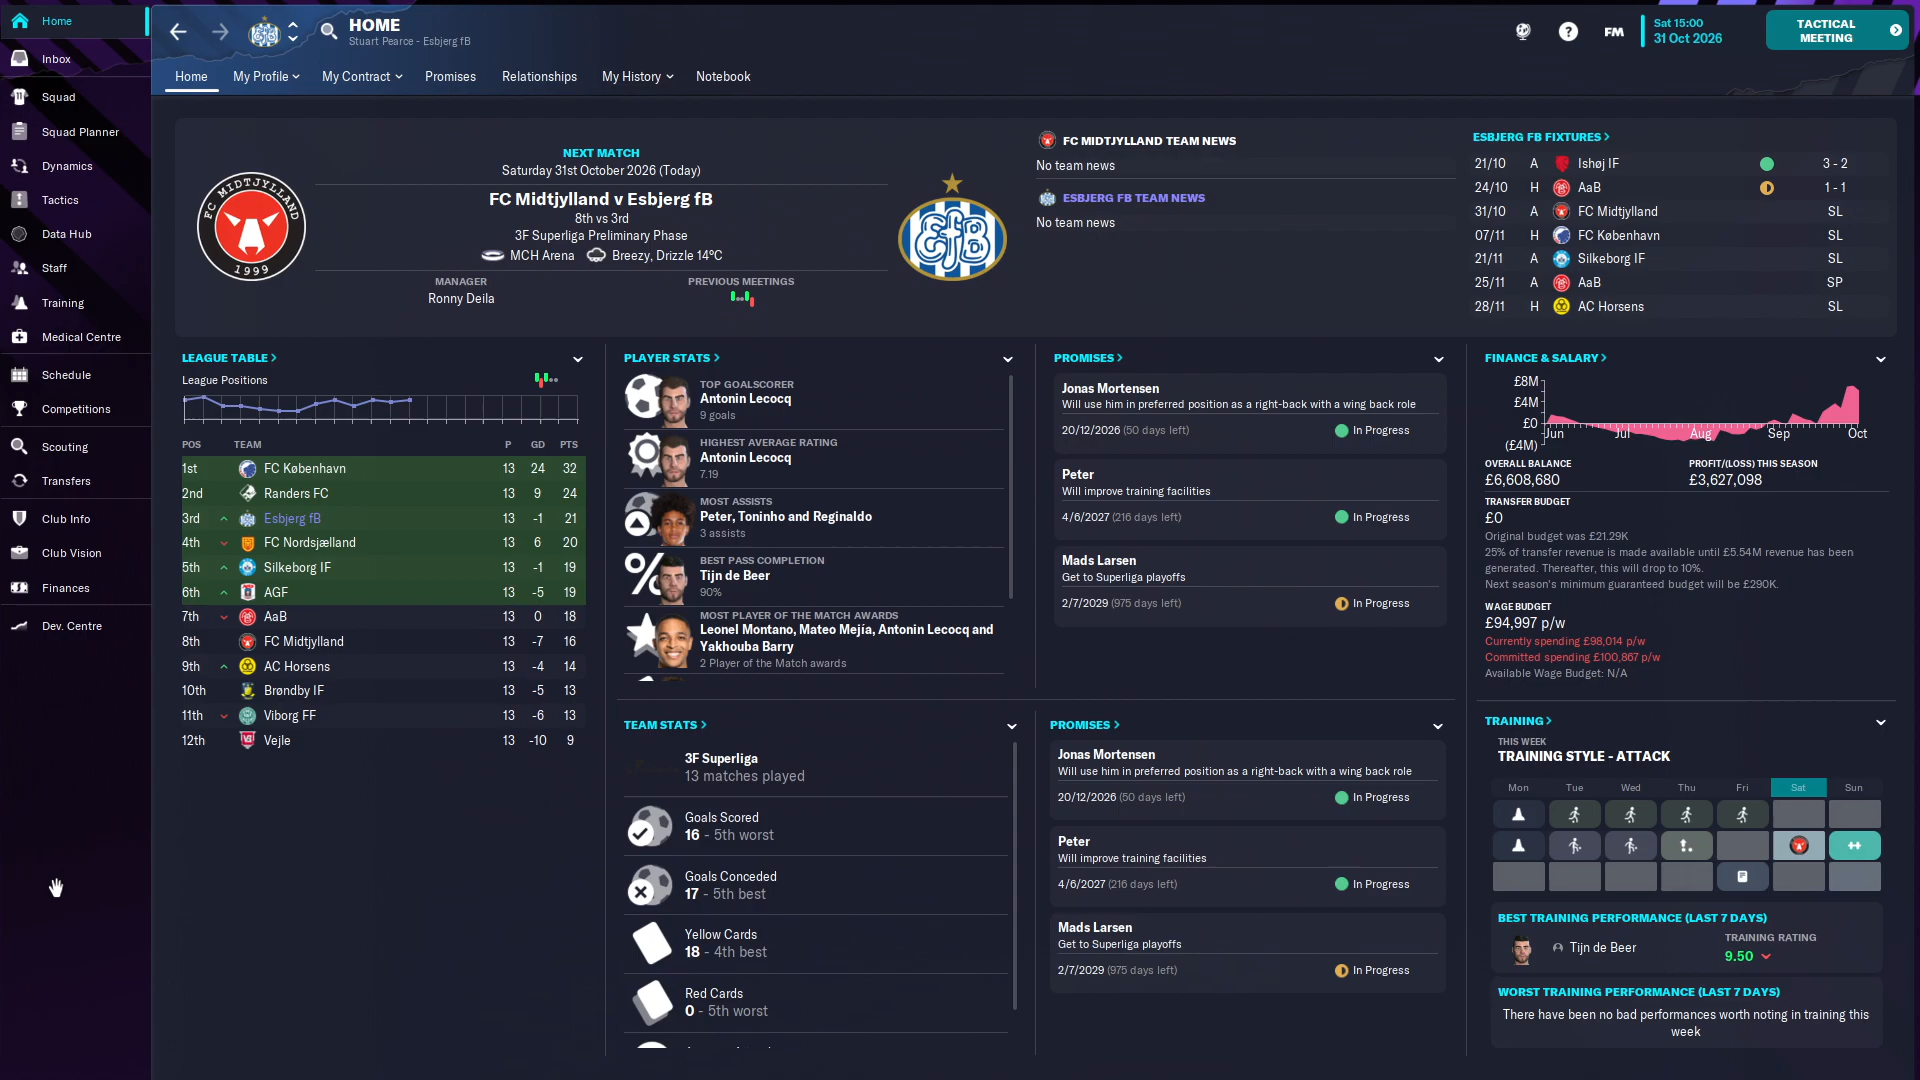 Home
Inbox
Squad
Squad Planner
Dynamics
Tactics
Data Hub
Staff
Training
Medical Centre
Schedule
Competitions
Scouting
Transfers
Club Info
Club Vision
Finances
Dev. Centre
HOME
Stuart Pearce - Esbjerg fB
FM
Sat 15:00
31 Oct 2026
TACTICAL
MEETING
Home My Profile My Contract Promises Relationships My History Notebook
FC MIDTJYLLAND
1999
NEXT MATCH
Saturday 31st October 2026 (Today)
FC Midtjylland v Esbjerg fB
8th vs 3rd
3F Superliga Preliminary Phase
MCH Arena Breezy, Drizzle 14°C
MANAGER
Ronny Deila
PREVIOUS MEETINGS
EfB
FC MIDTJYLLAND TEAM NEWS
No team news
ESBJERG FB TEAM NEWS
No team news
ESBJERG FB FIXTURES
21/10 A Ishøj IF 3 - 2
24/10 H AaB 1 - 1
31/10 A FC Midtjylland SL
07/11 H FC København SL
21/11 A Silkeborg IF SL
25/11 A AaB SP
28/11 H AC Horsens SL
LEAGUE TABLE
League Positions
POS TEAM P GD PTS
1st FC København 13 24 32
2nd Randers FC 13 9 24
3rd Esbjerg fB 13 -1 21
4th FC Nordsjælland 13 6 20
5th Silkeborg IF 13 -1 19
6th AGF 13 -5 19
7th AaB 13 0 18
8th FC Midtjylland 13 -7 16
9th AC Horsens 13 -4 14
10th Brøndby IF 13 -5 13
11th Viborg FF 13 -6 13
12th Vejle 13 -10 9
PLAYER STATS
TOP GOALSCORER
Antonin Lecocq
9 goals
HIGHEST AVERAGE RATING
Antonin Lecocq
7.19
MOST ASSISTS
Peter, Toninho and Reginaldo
3 assists
BEST PASS COMPLETION
Tijn de Beer
90%
MOST PLAYER OF THE MATCH AWARDS
Leonel Montano, Mateo Mejía, Antonin Lecocq and
Yakhouba Barry
2 Player of the Match awards
TEAM STATS
3F Superliga
13 matches played
Goals Scored
16 - 5th worst
Goals Conceded
17 - 5th best
Yellow Cards
18 - 4th best
Red Cards
0 - 5th worst
PROMISES
Jonas Mortensen
Will use him in preferred position as a right-back with a wing back role
20/12/2026 (50 days left) In Progress
Peter
Will improve training facilities
4/6/2027 (216 days left) In Progress
Mads Larsen
Get to Superliga playoffs
2/7/2029 (975 days left) In Progress
PROMISES
Jonas Mortensen
Will use him in preferred position as a right-back with a wing back role
20/12/2026 (50 days left) In Progress
Peter
Will improve training facilities
4/6/2027 (216 days left) In Progress
Mads Larsen
Get to Superliga playoffs
2/7/2029 (975 days left) In Progress
FINANCE & SALARY
£8M
£4M
£0
(£4M)
Jun Jul Aug Sep Oct
OVERALL BALANCE PROFIT/(LOSS) THIS SEASON
£6,608,680 £3,627,098
TRANSFER BUDGET
£0
Original budget was £21.29K
25% of transfer revenue is made available until £5.54M revenue has been
generated. Thereafter, this will drop to 10%.
Next season's minimum guaranteed budget will be £290K.
WAGE BUDGET
£94,997 p/w
Currently spending £98,014 p/w
Committed spending £100,867 p/w
Available Wage Budget: N/A
TRAINING
THIS WEEK
TRAINING STYLE - ATTACK
Mon Tue Wed Thu Fri Sat Sun
BEST TRAINING PERFORMANCE (LAST 7 DAYS)
Tijn de Beer
TRAINING RATING
9.50
WORST TRAINING PERFORMANCE (LAST 7 DAYS)
There have been no bad performances worth noting in training this
week